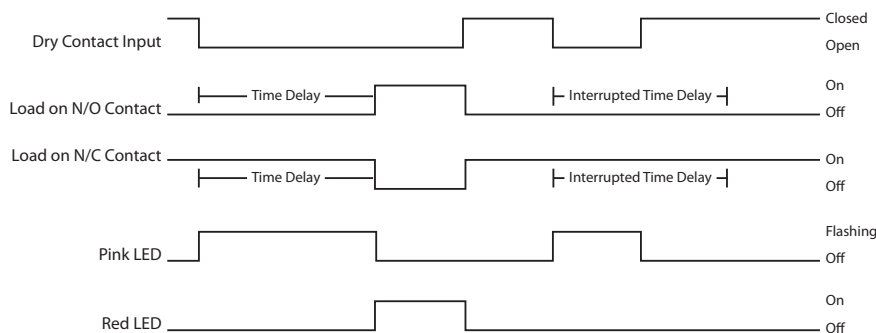 Closed
Dry Contact Input
Open
On
Time Delay
Interrupted Time Delay
Load on N/O Contact
Off
Load on N/C Contact
On
Time Delay
Interrupted Time Delay
Off
Flashing
Pink LED
Off
On
Red LED
Off